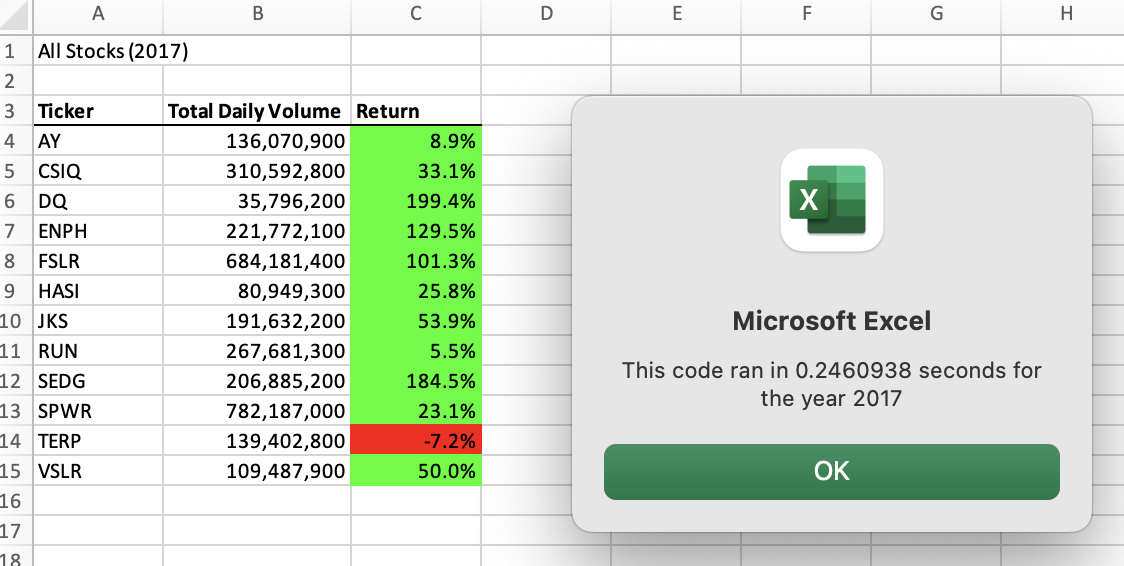 A B C D E F G H
1 All Stocks (2017)
2
3 Ticker Total Daily Volume Return
4 AY 136,070,900 8.9%
5 CSIQ 310,592,800 33.1%
6 DQ 35,796,200 199.4%
7 ENPH 221,772,100 129.5%
8 FSLR 684,181,400 101.3%
9 HASI 80,949,300 25.8%
10 JKS 191,632,200 53.9%
11 RUN 267,681,300 5.5%
12 SEDG 206,885,200 184.5%
13 SPWR 782,187,000 23.1%
14 TERP 139,402,800 -7.2%
15 VSLR 109,487,900 50.0%
16
17
18
X
Microsoft Excel
This code ran in 0.2460938 seconds for
the year 2017
OK